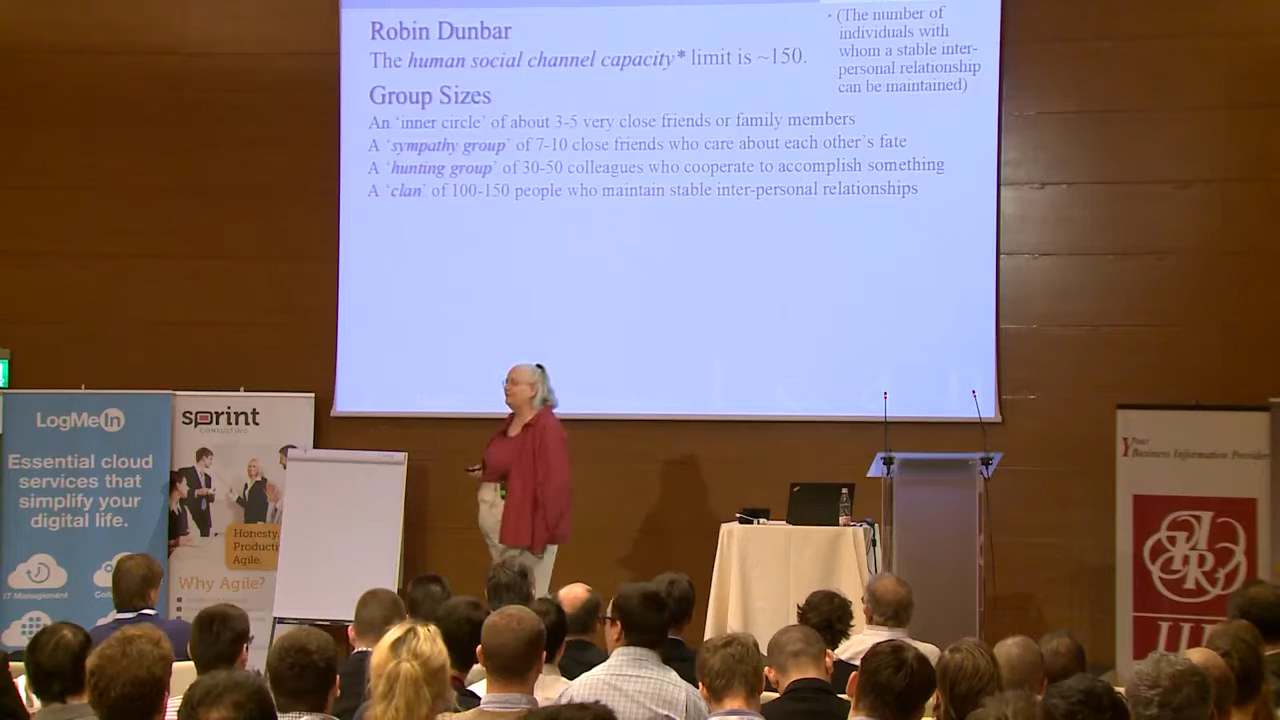 Robin Dunbar
The human social channel capacity* limit is ~150.
• (The number of
individuals with
whom a stable inter-
personal relationship
can be maintained)
Group Sizes
An ‘inner circle’ of about 3-5 very close friends or family members
A ‘sympathy group’ of 7-10 close friends who care about each other’s fate
A ‘hunting group’ of 30-50 colleagues who cooperate to accomplish something
A ‘clan’ of 100-150 people who maintain stable inter-personal relationships
LogMeIn
Essential cloud
services that
simplify your
digital life.
IT Management
sprint
CONSULTING
Honesty.
Agile.
Why Agile?
Your
Business Information Provider
IIR